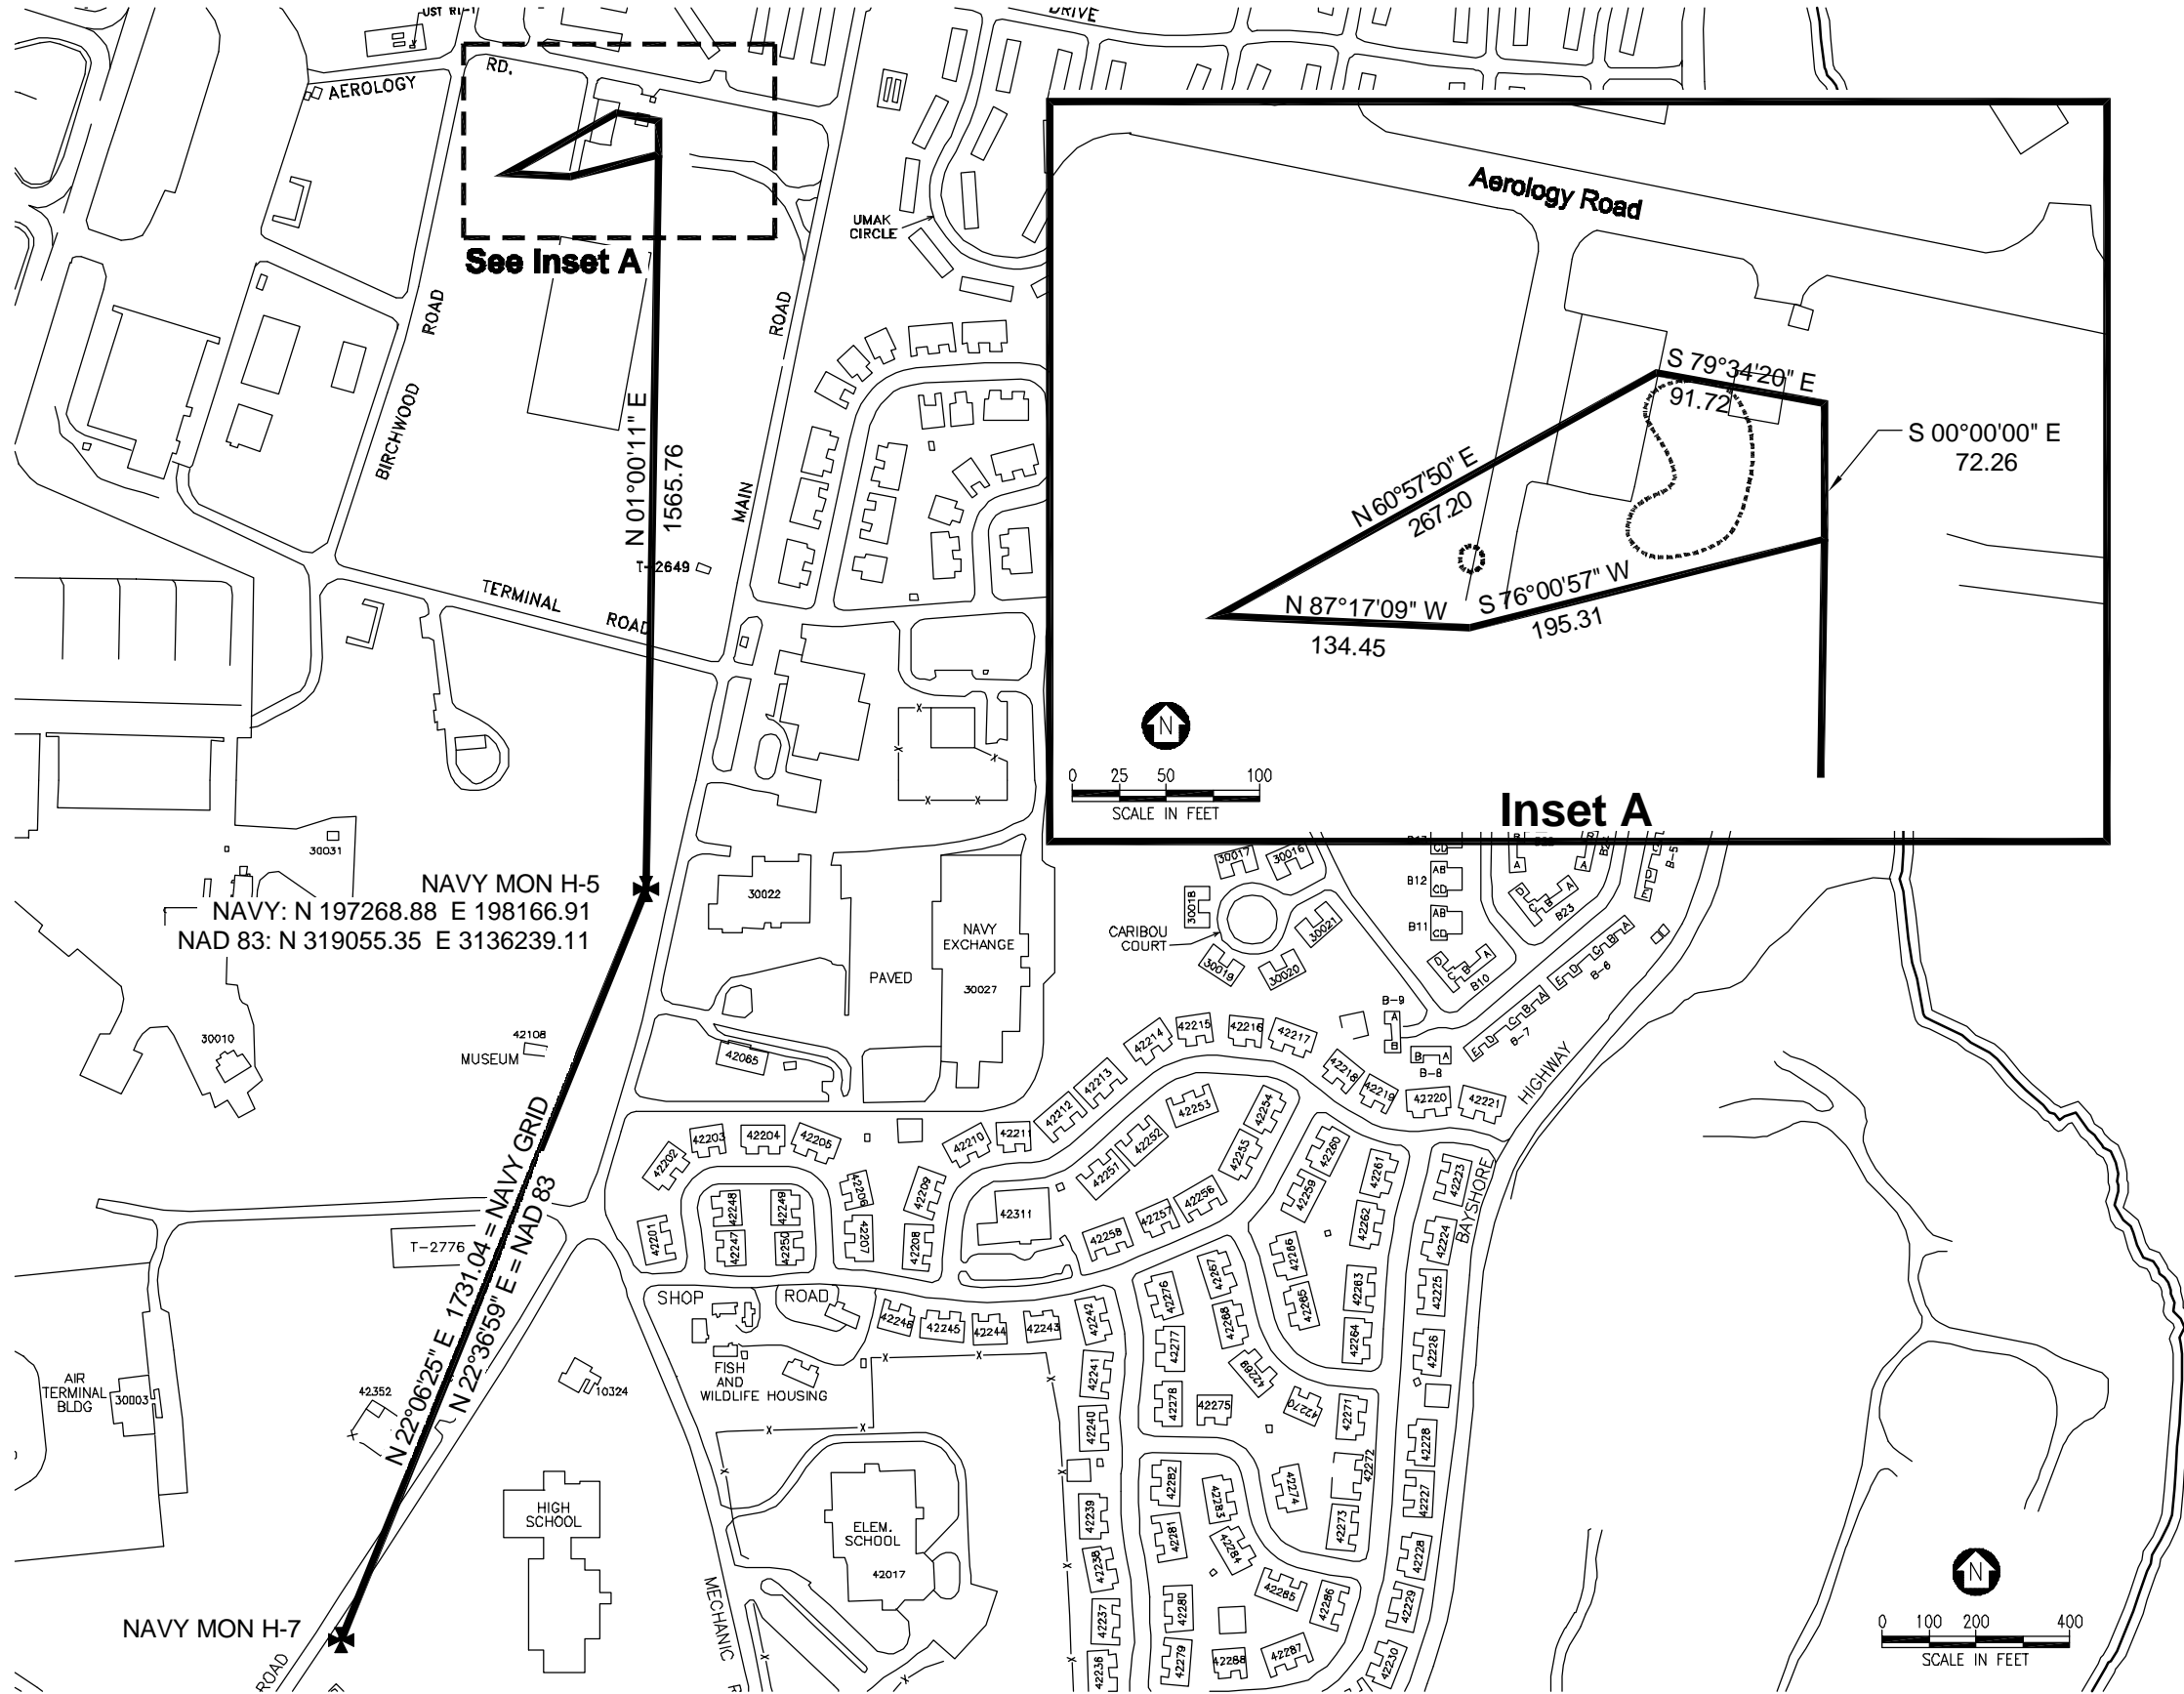 DRIVE
UST RT-1
RD.
AEROLOGY
See Inset A
UMAK
CIRCLE
ROAD
ROAD
BIRCHWOOD
MAIN
N 01°00'11" E
1565.76
T-2649
TERMINAL
ROAD
Aerology Road
S 79°34'20" E
91.72
S 00°00'00" E
72.26
N 60°57'50" E
267.20
N 87°17'09" W
134.45
S 76°00'57" W
195.31
N
0 25 50 100
SCALE IN FEET
Inset A
30031
NAVY MON H-5
NAVY: N 197268.88 E 198166.91
NAD 83: N 319055.35 E 3136239.11
30022
NAVY
EXCHANGE
30027
PAVED
30010
42108
MUSEUM
42065
CARIBOU
COURT
30017
30016
30018
30021
30019
30020
AB
CD
B12
AB
CD
B11
D C B A
B10
D C B A
B23
E D C B A
B-6
E D C B A
B-7
B-5
B-9
A
B
B A
B-8
HIGHWAY
BAYSHORE
42214
42215
42216
42217
42218
42219
42220
42221
42213
42212
42211
42210
42209
42208
42207
42206
42205
42204
42203
42202
42201
42248
42249
42247
42250
42311
42251
42252
42253
42254
42255
42256
42257
42258
42259
42260
42261
42262
42263
42264
42265
42266
42223
42224
42225
42226
42228
42227
42228
42229
42230
T-2776
N 22°06'25" E 1731.04 = NAVY GRID
N 22°36'59" E = NAD 83
SHOP
ROAD
FISH
AND
WILDLIFE HOUSING
42246
42245
42244
42243
42242
42241
42240
42239
42238
42237
42236
42276
42277
42278
42267
42268
42269
42270
42271
42272
42273
42274
42275
42282
42281
42283
42284
42285
42286
42287
42288
42280
42279
AIR
TERMINAL
BLDG
30003
42352
10324
HIGH
SCHOOL
ELEM.
SCHOOL
42017
MECHANIC
NAVY MON H-7
ROAD
N
0 100 200 400
SCALE IN FEET